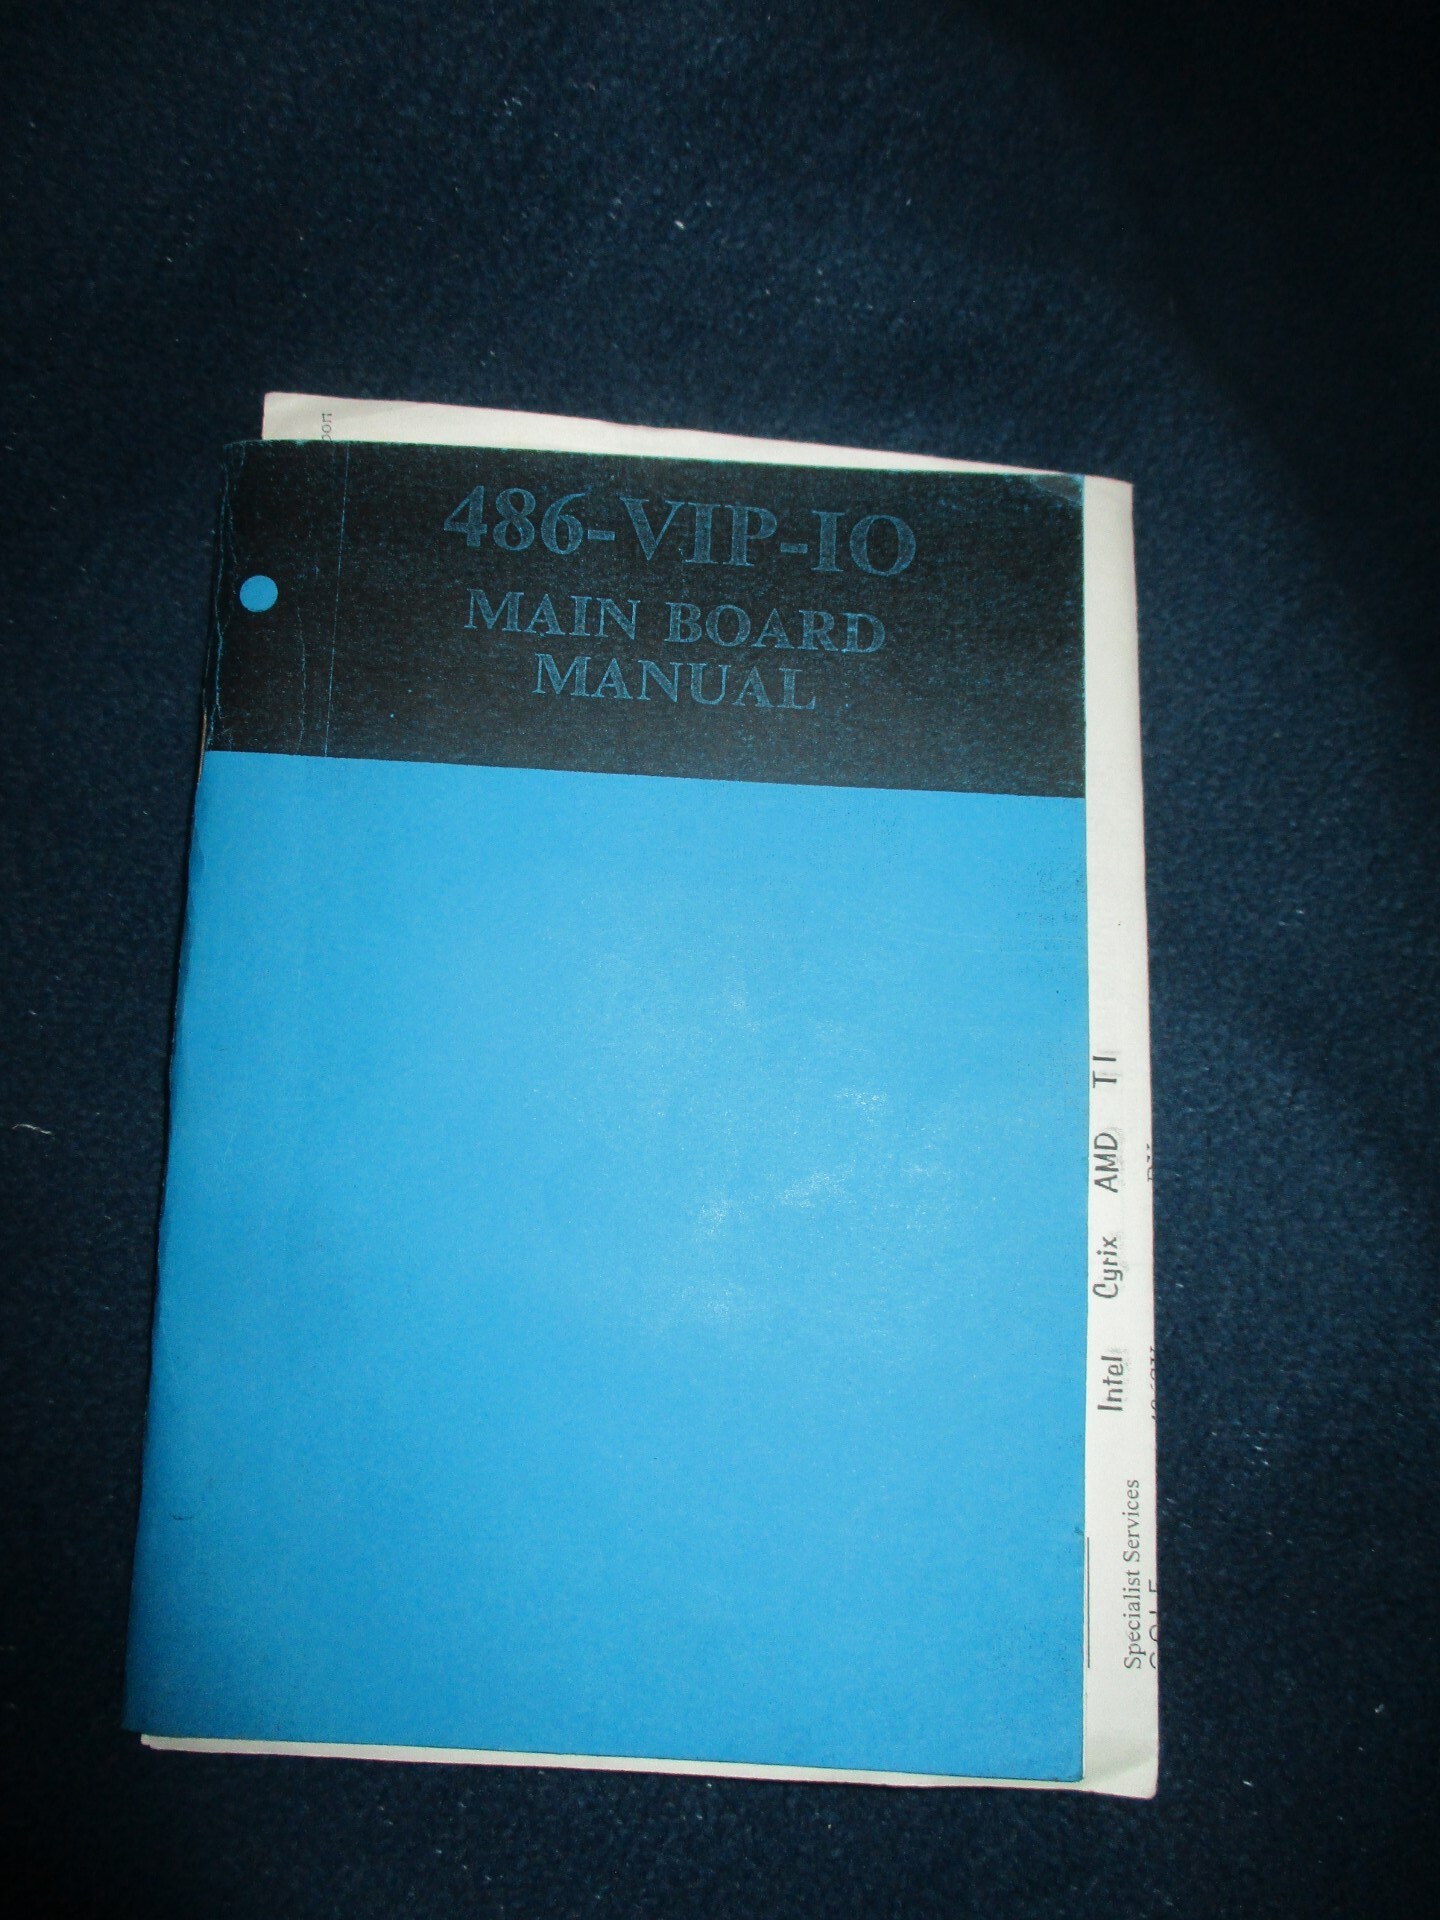 486-VIP-IO
MAIN BOARD
MANUAL
Intel Cyrix AMD TI
Specialist Services